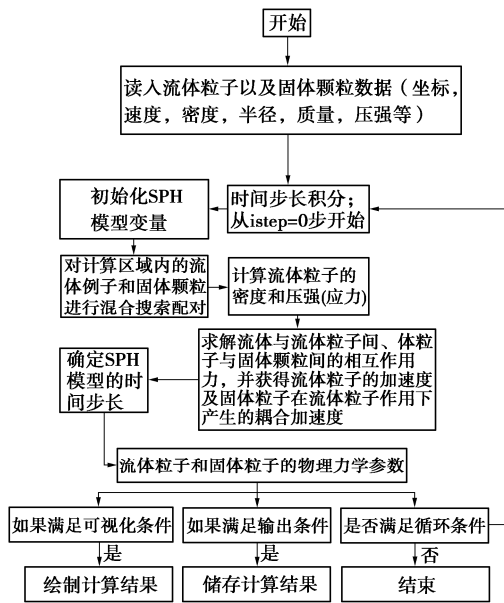 开始
读入流体粒子以及固体颗粒数据（坐标，
速度，密度，半径，质量，压强等）
初始化SPH
模型变量
时间步长积分；
从istep=0步开始
对计算区域内的流
体例子和固体颗粒
进行混合搜索配对
计算流体粒子的
密度和压强(应力)
求解流体与流体粒子间、体粒
子与固体颗粒间的相互作用
力，并获得流体粒子的加速度
及固体粒子在流体粒子作用下
产生的耦合加速度
确定SPH
模型的时
间步长
流体粒子和固体粒子的物理力学参数
如果满足可视化条件
如果满足输出条件
是否满足循环条件
是
是
否
绘制计算结果
储存计算结果
结束